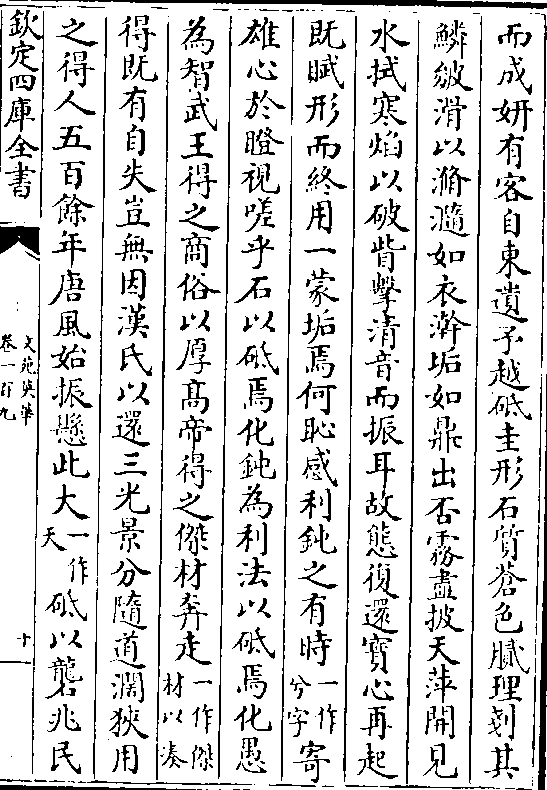 而成妍有客自東遺予越砥圭形石質蒼色膩理剗其
鱗皴滑以滫瀡如衣澣垢如鼎出否霧盡披天萍開見
水拭寒焰以破眥擊清音而振耳故態復還寳心再起
既賦形而終用一蒙垢焉何恥感利鈍之有時一作兮字寄
雄心於瞪視嗟乎石以砥焉化鈍為利法以砥焉化愚
為智武王得之商俗以厚髙帝得之傑材奔走一作傑材以湊
得既有自失豈無因漢氏以還三光景分隨道濶狹用
之得人五百餘年唐風始振懸此大一作天砥以礱兆民
欽定四庫全書
文苑英華
卷一百九
十